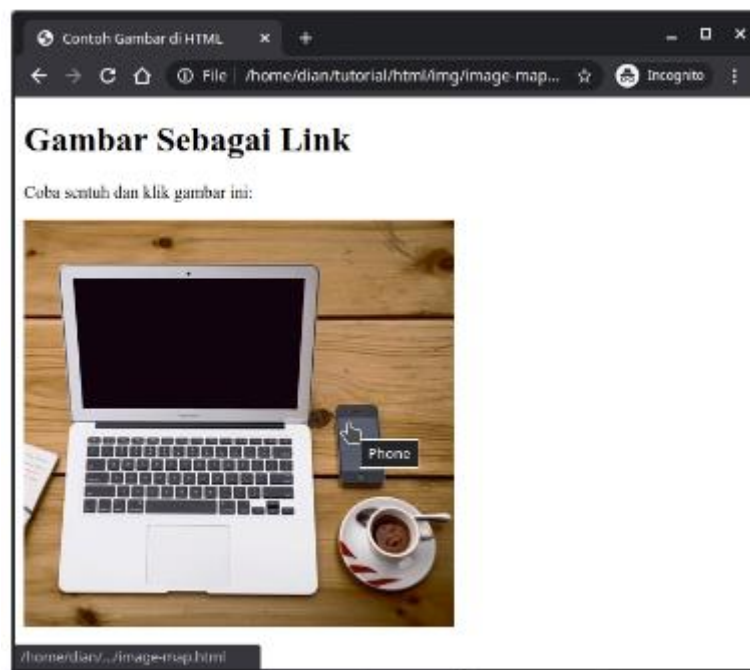 Contoh Gambar di HTML
File /home/dian/tutorial/html/img/image-map... Incognito
Gambar Sebagai Link
Coba sentuh dan klik gambar ini:
Phone
/home/dian/.../image-map.html